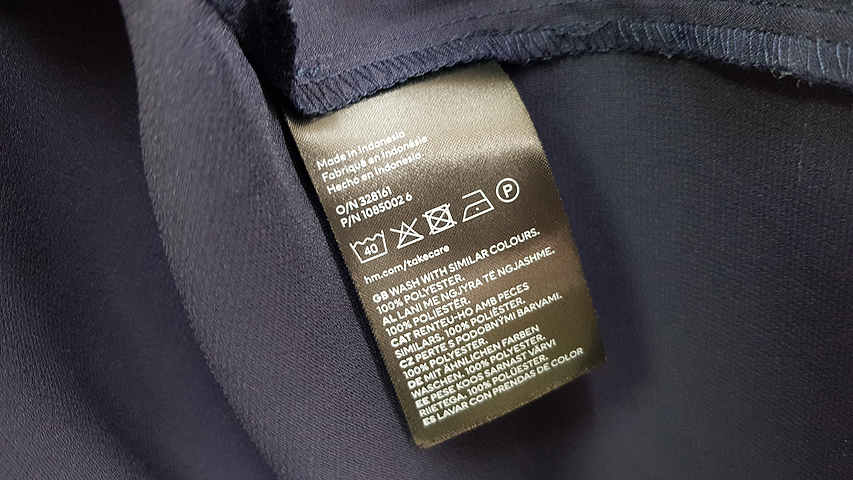 Made in Indonesia
Fabriqué en Indonésie
Hecho en Indonesia
O/N 328161
P/N 1085002 6
40
P
hm.com/takecare
GB WASH WITH SIMILAR COLOURS.
100% POLYESTER.
AL LANI ME NGJYRA TË NGJASHME.
100% POLIESTËR.
CAT RENTEU-HO AMB PECES
SIMILARS. 100% POLIÈSTER.
CZ PERTE S PODOBNÝMI BARVAMI.
100% POLYESTER.
DE MIT ÄHNLICHEN FARBEN
WASCHEN. 100% POLYESTER.
EE PESE KOOS SARNAST VÄRVI
RIIETEGA. 100% POLÜESTER.
ES LAVAR CON PRENDAS DE COLOR